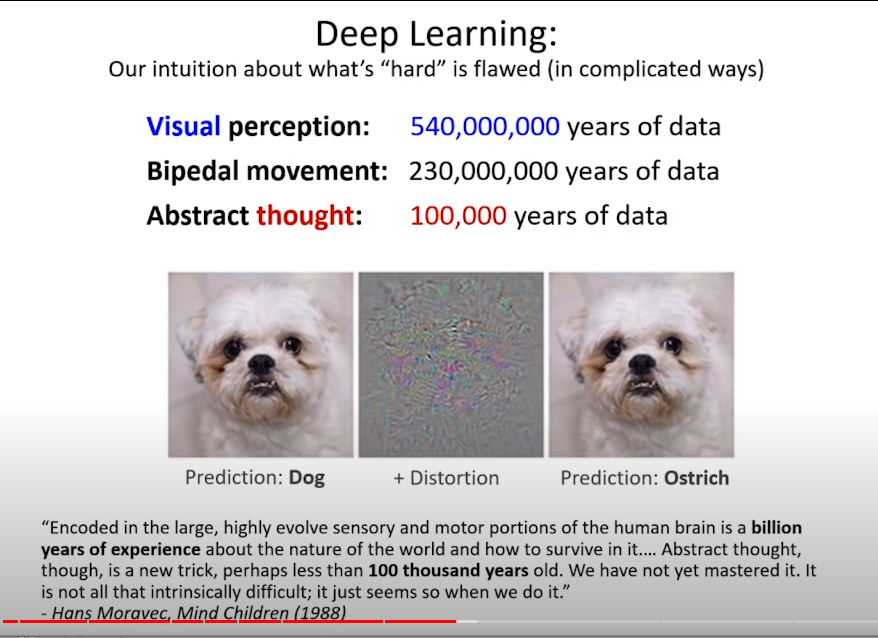 Deep Learning:
Our intuition about what's “hard” is flawed (in complicated ways)
Visual perception: 540,000,000 years of data
Bipedal movement: 230,000,000 years of data
Abstract thought: 100,000 years of data
Prediction: Dog + Distortion Prediction: Ostrich
“Encoded in the large, highly evolve sensory and motor portions of the human brain is a billion
years of experience about the nature of the world and how to survive in it.... Abstract thought,
though, is a new trick, perhaps less than 100 thousand years old. We have not yet mastered it. It
is not all that intrinsically difficult; it just seems so when we do it.”
- Hans Moravec, Mind Children (1988)